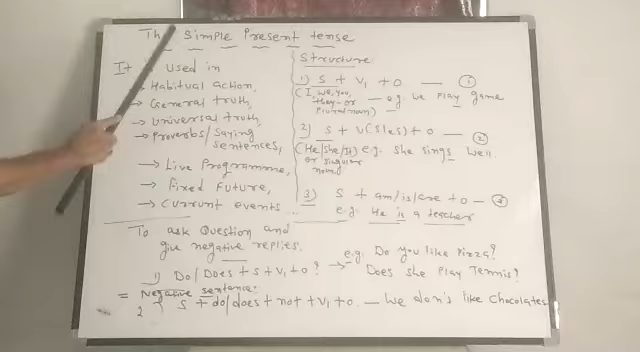 The Simple Present tense
It is Used in
→ Habitual action,
→ General truth,
→ Universal truth,
→ Proverbs/Saying
sentences,
→ Live Programme,
→ Fixed Future,
→ Current events...
Structure:
1) S + V1 + O — 1
(I, we, you, they - or Plural noun) — e.g. we Play game
2) S + V(s/es) + O — 2
(He/She/It) e.g. She sings well.
or singular
noun)
3) S + am/is/are + O — 3
e.g. He is a teacher
To ask Question and
give negative replies.
1) Do/Does + S + V1 + O? → e.g. Do you like Pizza?
Does she Play Tennis?
= Negative sentence:
2) S + do/does + not + V1 + O. — We don's like Chocolates